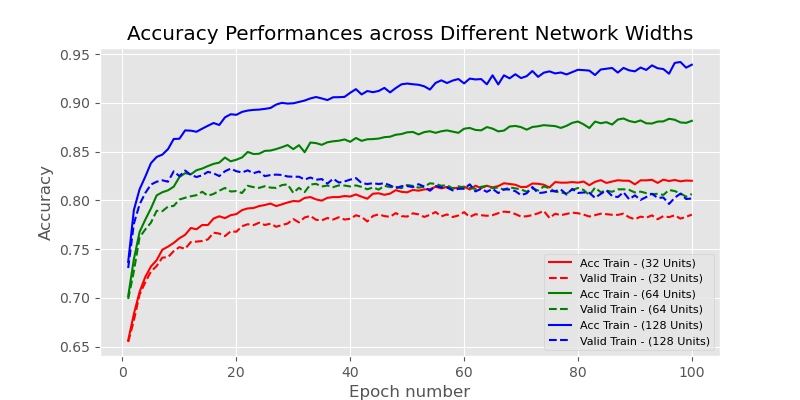 Accuracy Performances across Different Network Widths
0.95
0.90
0.85
0.80
0.75
0.70
0.65
Accuracy
0 20 40 60 80 100
Epoch number
Acc Train - (32 Units)
Valid Train - (32 Units)
Acc Train - (64 Units)
Valid Train - (64 Units)
Acc Train - (128 Units)
Valid Train - (128 Units)